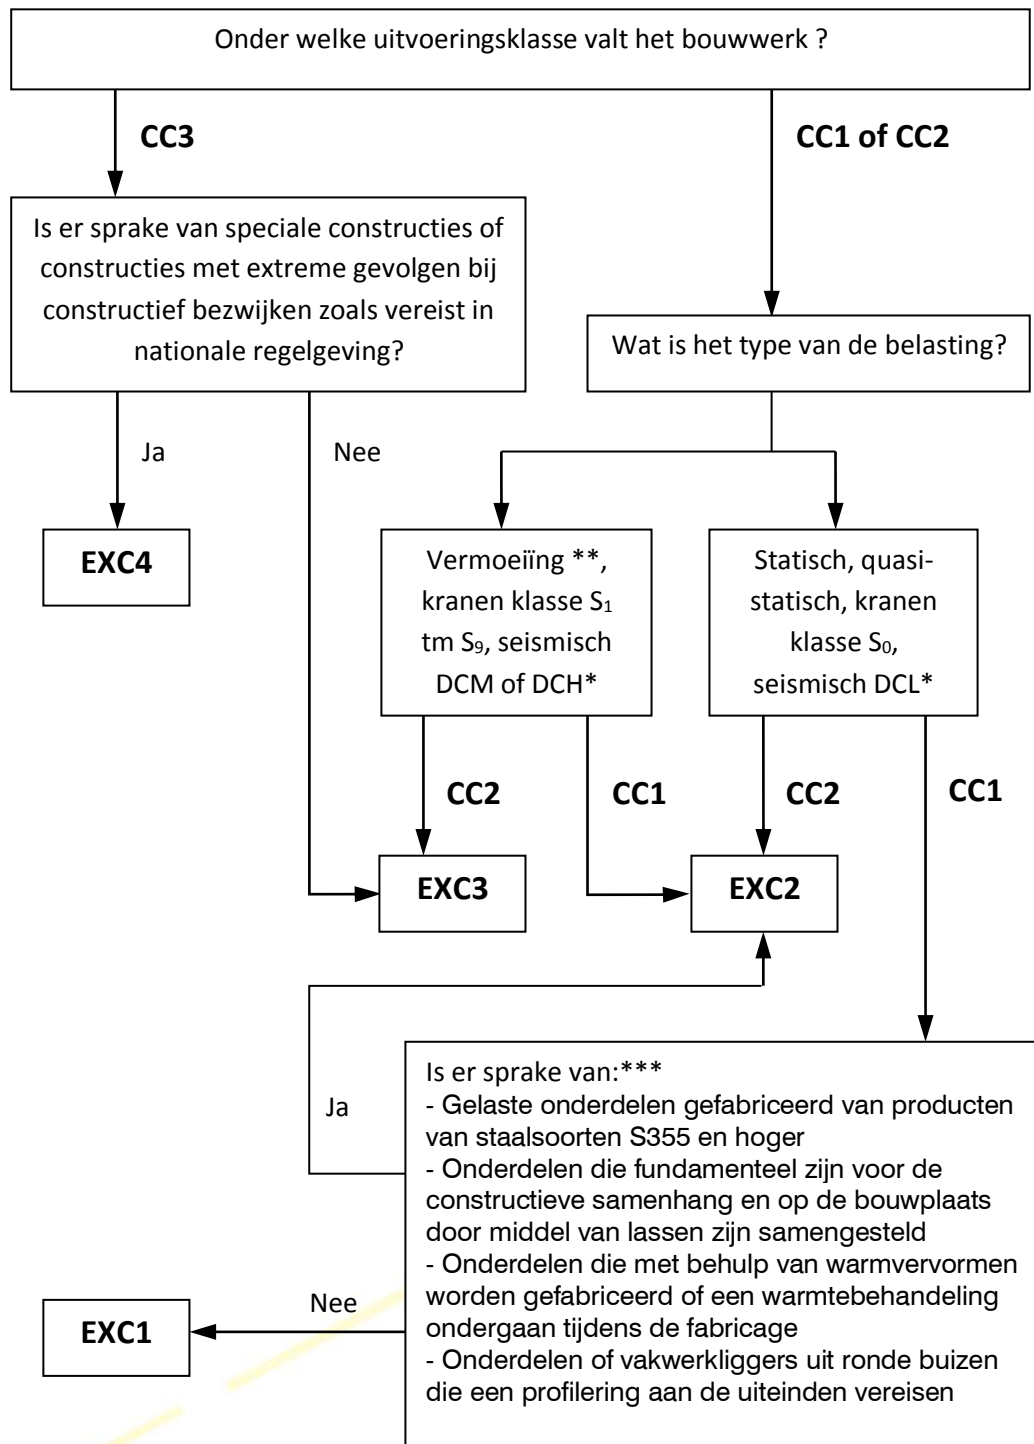 Onder welke uitvoeringsklasse valt het bouwwerk ?
CC3
CC1 of CC2
Is er sprake van speciale constructies of
constructies met extreme gevolgen bij
constructief bezwijken zoals vereist in
nationale regelgeving?
Wat is het type van de belasting?
Ja
Nee
EXC4
Vermoeiïng **,
kranen klasse S₁
tm S₉, seismisch
DCM of DCH*
Statisch, quasi-
statisch, kranen
klasse S₀,
seismisch DCL*
CC2
CC1
CC2
CC1
EXC3
EXC2
Ja
Is er sprake van:***
- Gelaste onderdelen gefabriceerd van producten
van staalsoorten S355 en hoger
- Onderdelen die fundamenteel zijn voor de
constructieve samenhang en op de bouwplaats
door middel van lassen zijn samengesteld
- Onderdelen die met behulp van warmvervormen
worden gefabriceerd of een warmtebehandeling
ondergaan tijdens de fabricage
- Onderdelen of vakwerkliggers uit ronde buizen
die een profilering aan de uiteinden vereisen
Nee
EXC1